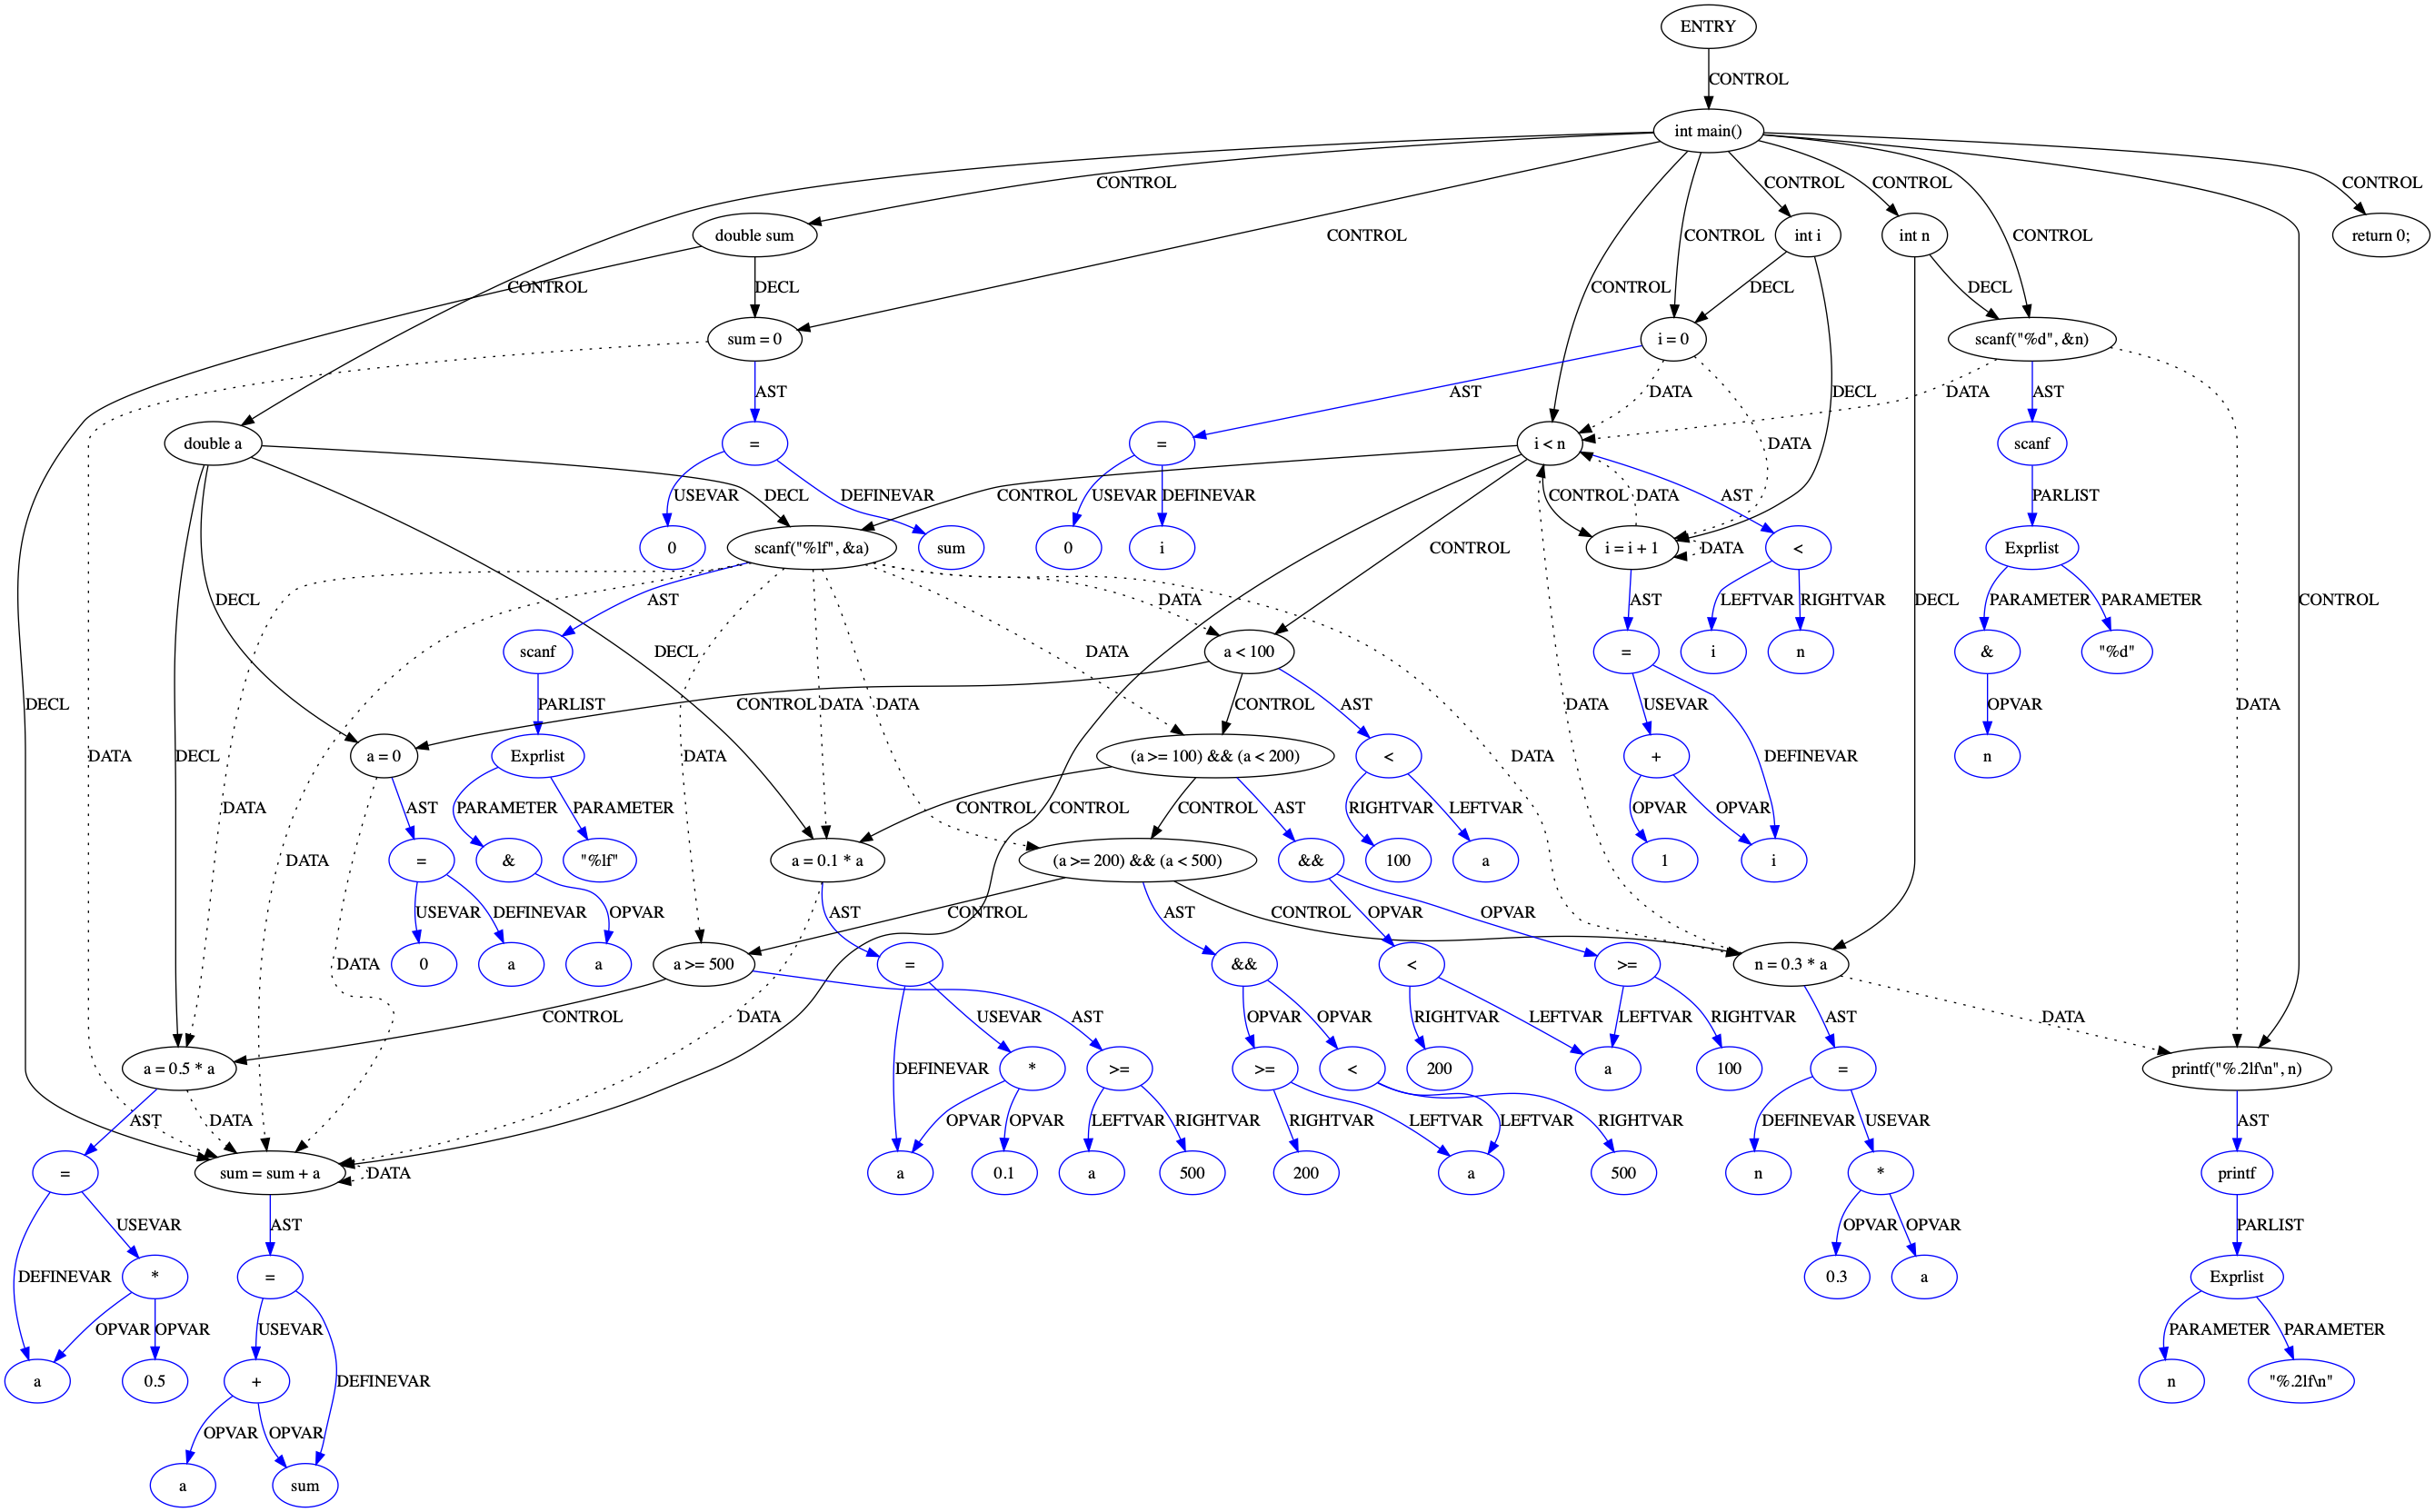 ENTRY
CONTROL
int main()
CONTROL
CONTROL
CONTROL
CONTROL
double sum
CONTROL
CONTROL
int i
int n
CONTROL
return 0;
CONTROL
DECL
CONTROL
DECL
DECL
sum = 0
i = 0
scanf("%d", &n)
AST
AST
DATA
DECL
DATA
AST
double a
=
=
i < n
DATA
scanf
DECL
USEVAR
DEFINEVAR
CONTROL
USEVAR
DEFINEVAR
CONTROL
DATA
AST
PARLIST
scanf("%lf", &a)
0
sum
0
i
CONTROL
i = i + 1
DATA
<
Exprlist
DECL
AST
DATA
AST
LEFTVAR
RIGHTVAR
DECL
PARAMETER
PARAMETER
CONTROL
scanf
DECL
DATA
a < 100
=
i
n
&
"%d"
DECL
PARLIST
CONTROL
DATA
DATA
CONTROL
AST
DATA
USEVAR
OPVAR
DATA
DATA
DECL
a = 0
Exprlist
DATA
(a >= 100) && (a < 200)
<
DATA
+
DEFINEVAR
n
DATA
AST
PARAMETER
PARAMETER
CONTROL
CONTROL
CONTROL
AST
RIGHTVAR
LEFTVAR
OPVAR
OPVAR
DATA
=
&
"%lf"
a = 0.1 * a
(a >= 200) && (a < 500)
&&
100
a
1
i
USEVAR
DEFINEVAR
OPVAR
AST
CONTROL
AST
CONTROL
OPVAR
OPVAR
DATA
0
a
a
a >= 500
=
&&
<
>=
n = 0.3 * a
CONTROL
DATA
USEVAR
AST
OPVAR
OPVAR
RIGHTVAR
LEFTVAR
LEFTVAR
RIGHTVAR
AST
DATA
a = 0.5 * a
DEFINEVAR
*
>=
>=
<
200
a
100
=
printf("%.2lf\n", n)
AST
DATA
OPVAR
OPVAR
LEFTVAR
RIGHTVAR
RIGHTVAR
LEFTVAR
LEFTVAR
RIGHTVAR
DEFINEVAR
USEVAR
AST
=
sum = sum + a
DATA
a
0.1
a
500
200
a
500
n
*
printf
USEVAR
AST
OPVAR
OPVAR
PARLIST
DEFINEVAR
*
=
0.3
a
Exprlist
OPVAR
OPVAR
USEVAR
PARAMETER
PARAMETER
a
0.5
+
DEFINEVAR
n
"%.2lf\n"
OPVAR
OPVAR
a
sum